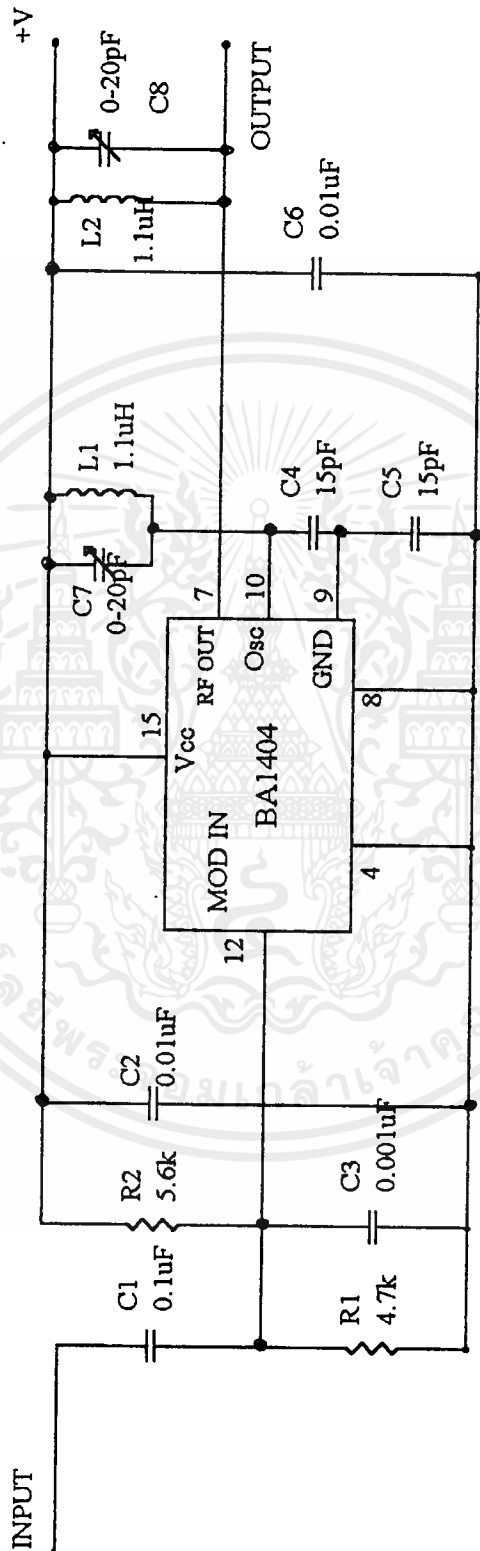 INPUT
C1
0.1uF
R2
5.6k
C2
0.01uF
R1
4.7k
C3
0.001uF
12
MOD IN
15
Vcc
BA1404
RF OUT
7
Osc
10
GND
9
4
8
C7
0-20pF
L1
1.1uH
C4
15pF
C5
15pF
L2
1.1uH
0-20pF
C8
C6
0.01uF
+V
OUTPUT